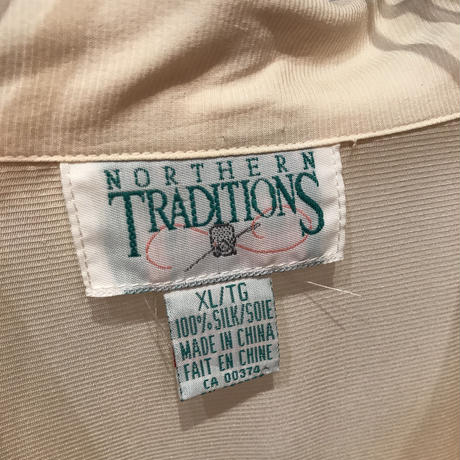 NORTHERN
TRADITIONS
XL/TG
100% SILK/SOIE
MADE IN CHINA
FAIT EN CHINE
CA 00374